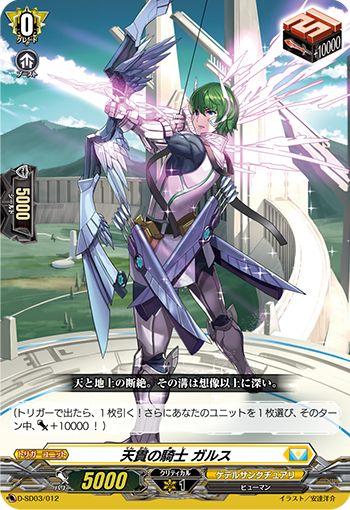 0
グレード
ブースト
+10000
5000
シールド
天と地上の断絶。その溝は想像以上に深い。
(トリガーで出たら、1枚引く!さらにあなたのユニットを1枚選び、そのター
ン中、+10000!)
トリガーユニット
天貫の騎士 ガルス
パワー
5000
クリティカル
1
ケテルサンクチュアリ
ヒューマン
D-SD03/012
イラスト/安達洋介